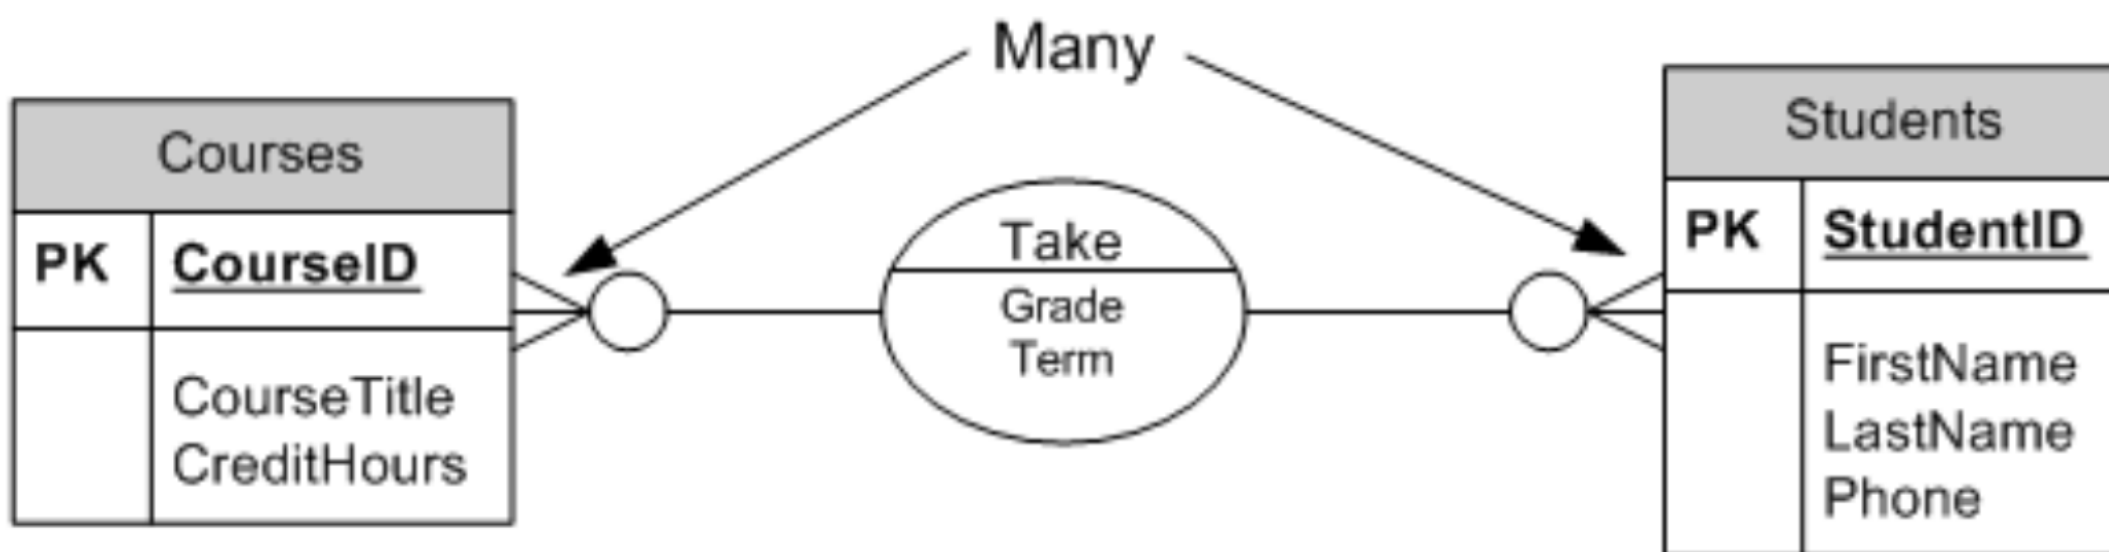 Many
Courses
PK CourseID
CourseTitle
CreditHours
Take
Grade
Term
Students
PK StudentID
FirstName
LastName
Phone